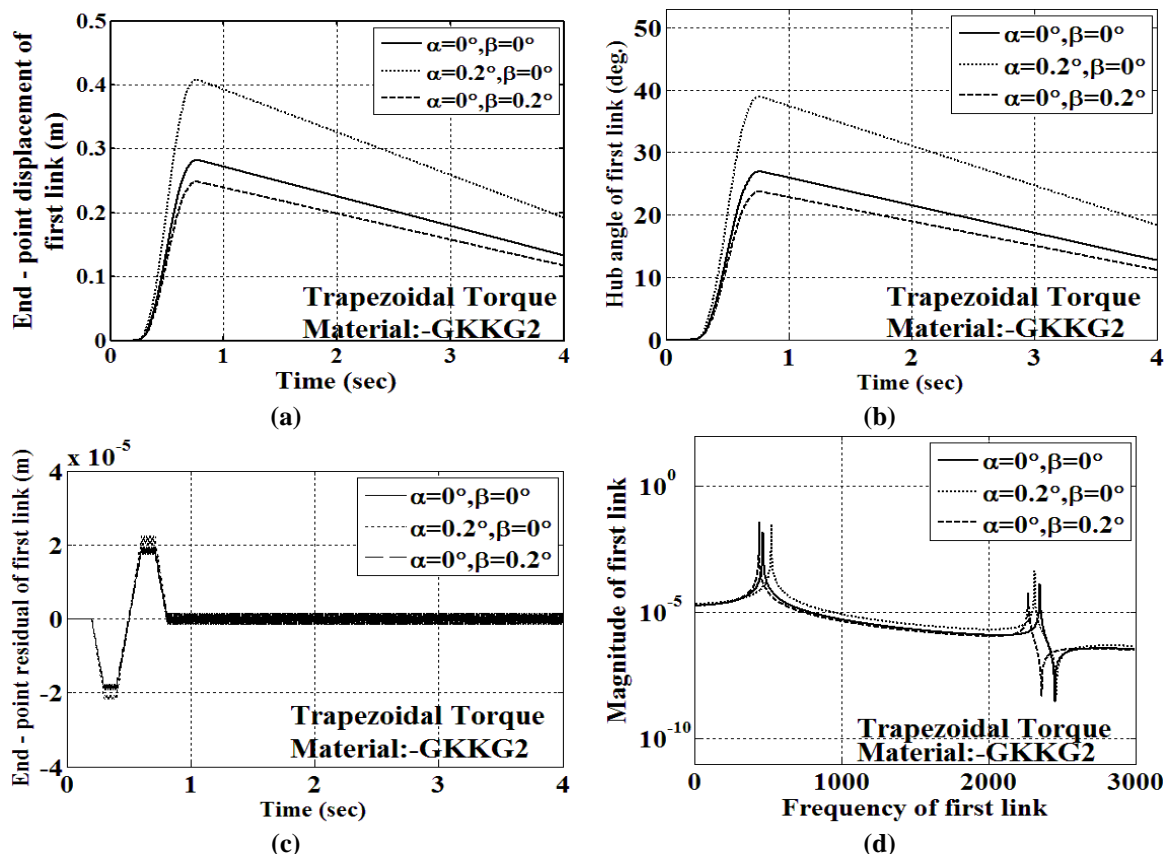 End - point displacement of
first link (m)
0.5
0.4
0.3
0.2
0.1
0
α=0°,β=0°
α=0.2°,β=0°
α=0°,β=0.2°
Trapezoidal Torque
Material:-GKKG2
0 1 2 3 4
Time (sec)
(a)
Hub angle of first link (deg.)
50
40
30
20
10
0
α=0°,β=0°
α=0.2°,β=0°
α=0°,β=0.2°
Trapezoidal Torque
Material:-GKKG2
0 1 2 3 4
Time (sec)
(b)
End - point residual of first link (m)
x 10⁻⁵
4
2
0
-2
-4
α=0°,β=0°
α=0.2°,β=0°
α=0°,β=0.2°
Trapezoidal Torque
Material:-GKKG2
0 1 2 3 4
Time (sec)
(c)
Magnitude of first link
10⁰
10⁻⁵
10⁻¹⁰
α=0°,β=0°
α=0.2°,β=0°
α=0°,β=0.2°
Trapezoidal Torque
Material:-GKKG2
0 1000 2000 3000
Frequency of first link
(d)